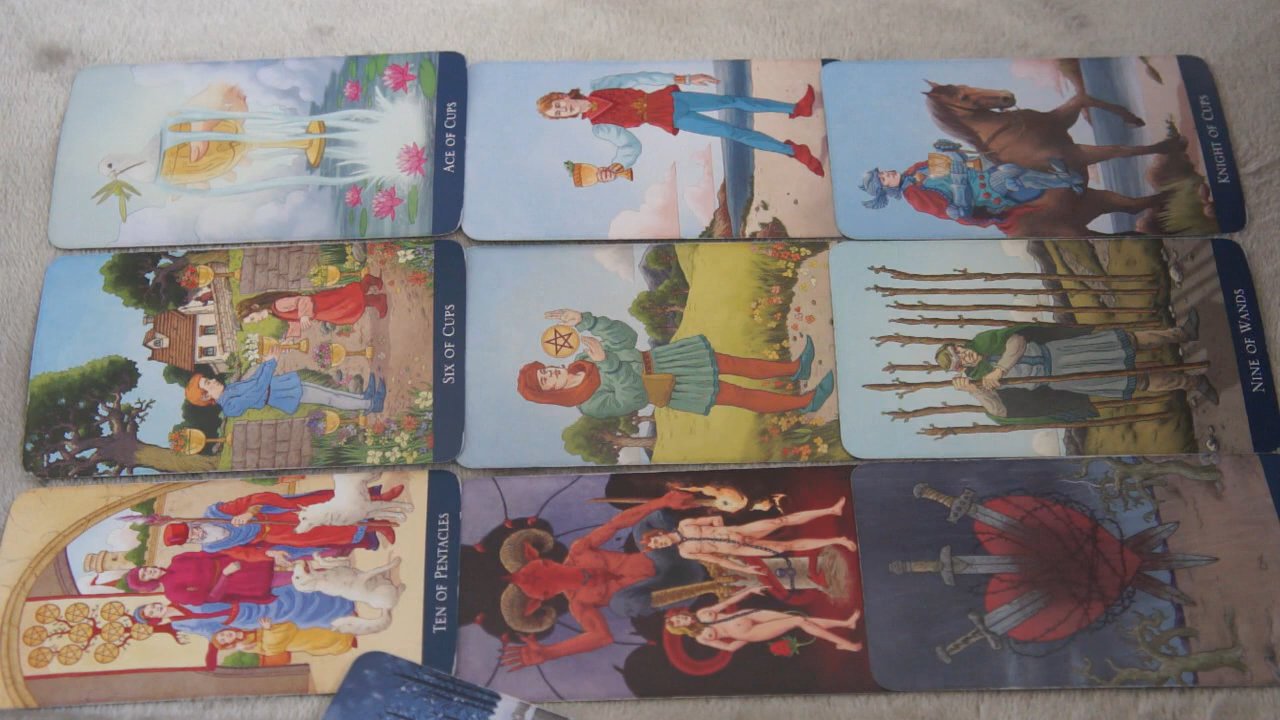 ACE OF CUPS
KNIGHT OF CUPS
SIX OF CUPS
NINE OF WANDS
TEN OF PENTACLES